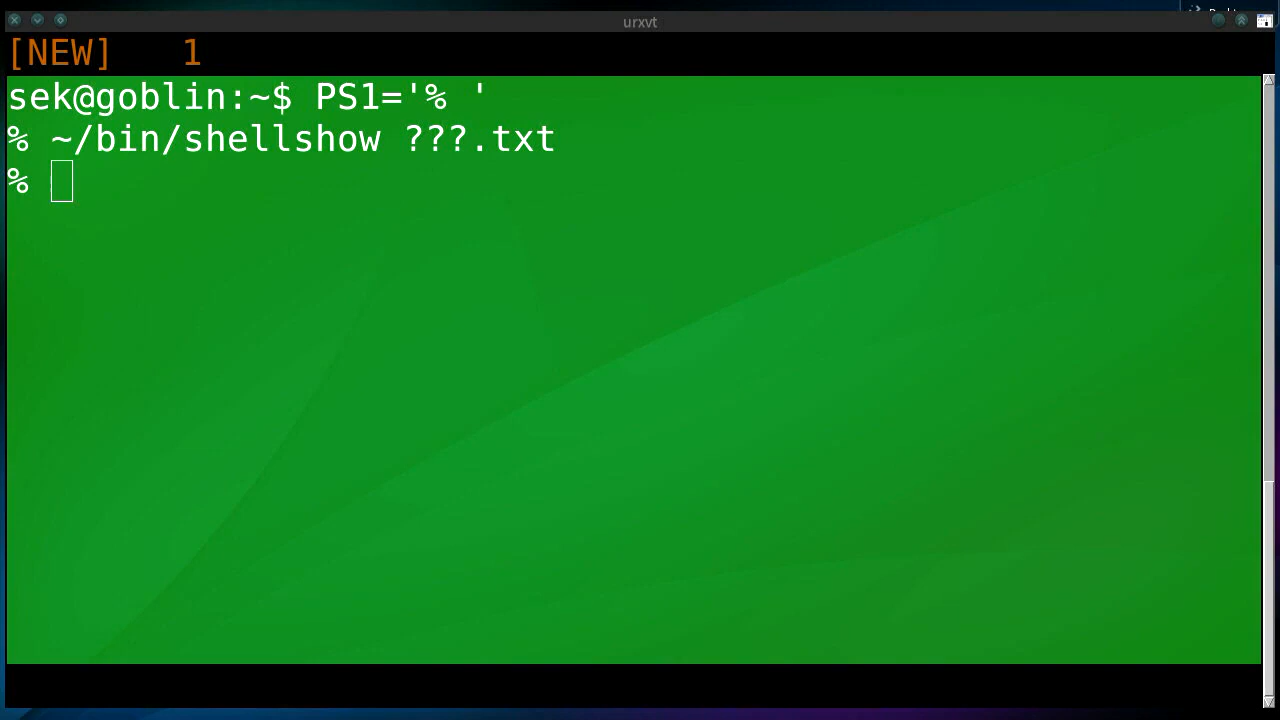 urxvt
[NEW]   1
sek@goblin:~$ PS1='% '
% ~/bin/shellshow ???.txt
%